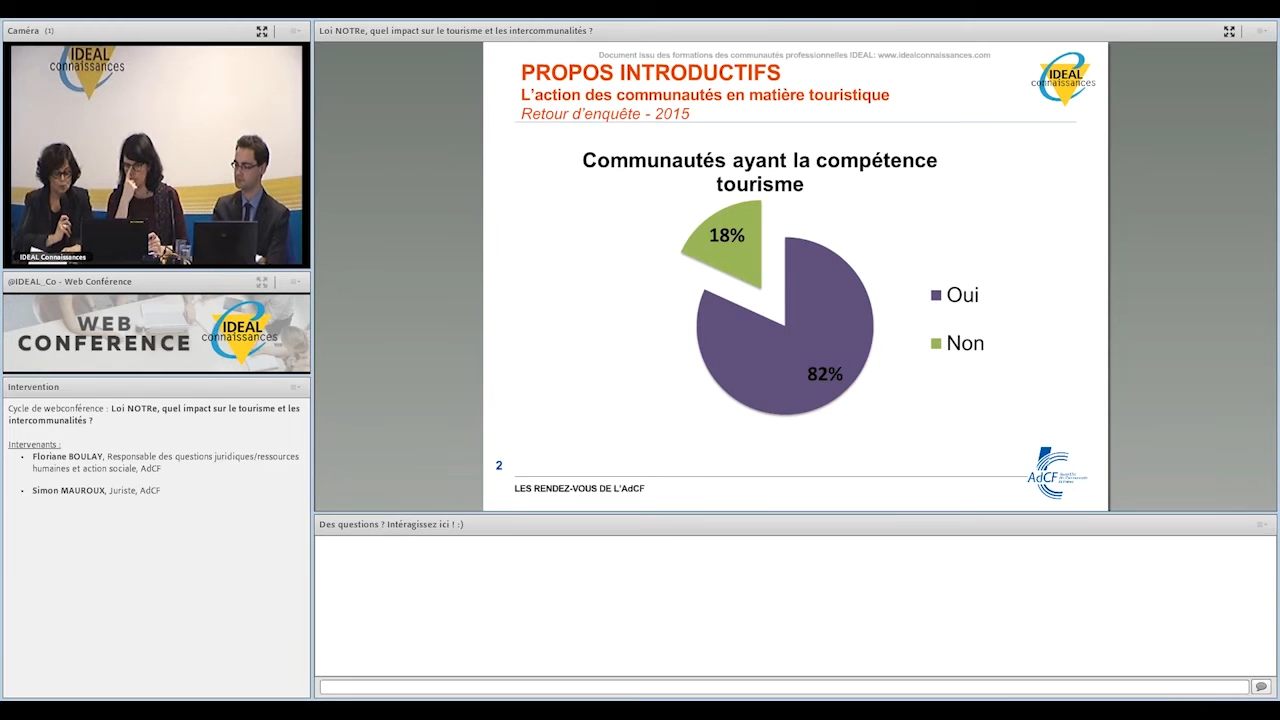 Caméra (1)
IDEAL
connaissances
IDEAL Connaissances
@IDEAL_Co - Web Conférence
WEB
CONFERENCE
IDEAL
connaissances
Intervention
Cycle de webconférence : Loi NOTRe, quel impact sur le tourisme et les
intercommunalités ?
Intervenants :
• Floriane BOULAY, Responsable des questions juridiques/ressources
humaines et action sociale, AdCF
• Simon MAUROUX, Juriste, AdCF
Loi NOTRe, quel impact sur le tourisme et les intercommunalités ?
Document issu des formations des communautés professionnelles IDEAL: www.idealconnaissances.com
PROPOS INTRODUCTIFS
L'action des communautés en matière touristique
Retour d'enquête - 2015
IDEAL
connaissances
Communautés ayant la compétence
tourisme
18%
82%
Oui
Non
2
LES RENDEZ-VOUS DE L'AdCF
AdCF
Des questions ? Intéragissez ici ! :)